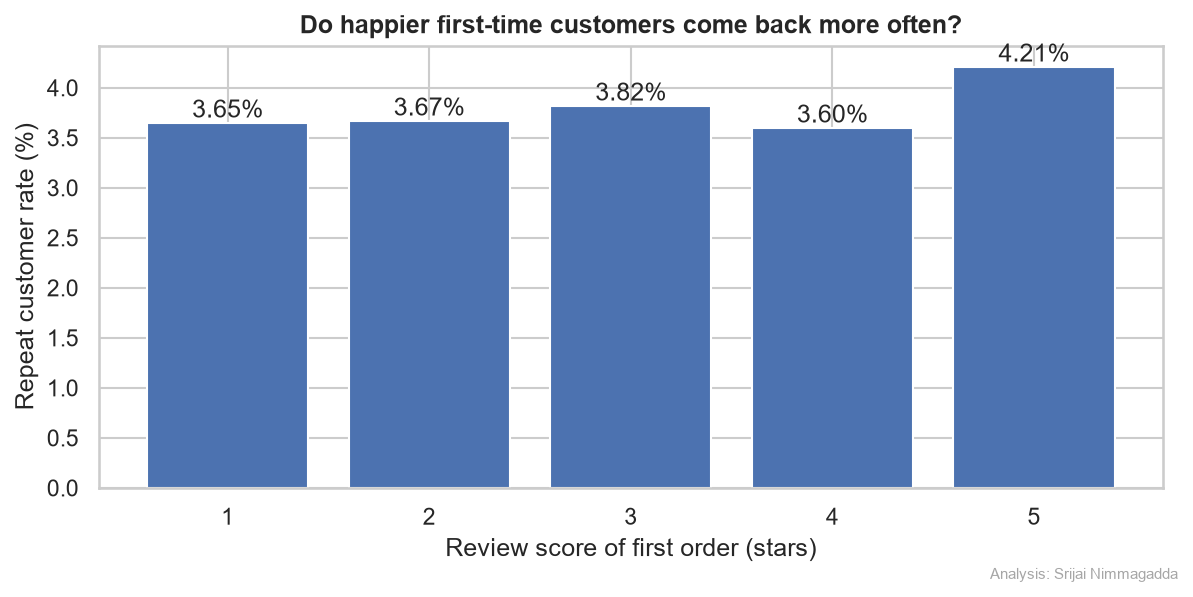 Do happier first-time customers come back more often?
4.21%
3.65%
3.67%
3.82%
3.60%
4.0
3.5
3.0
2.5
2.0
1.5
1.0
0.5
0.0
Repeat customer rate (%)
1 2 3 4 5
Review score of first order (stars)
Analysis: Srijai Nimmagadda